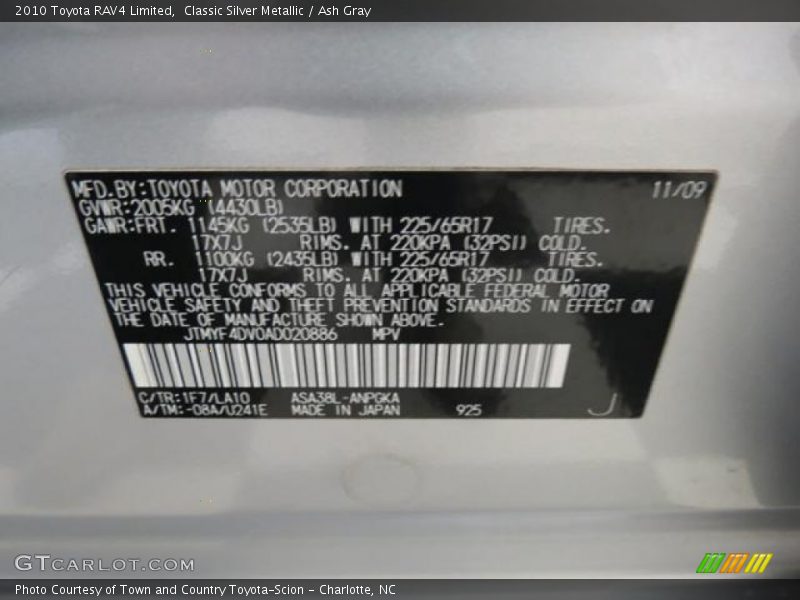 2010 Toyota RAV4 Limited,  Classic Silver Metallic / Ash Gray
MFD.BY:TOYOTA MOTOR CORPORATION 11/09
GVWR:2005KG (4430LB)
GAWR:FRT. 1145KG (2535LB) WITH 225/65R17 TIRES.
17X7J RIMS. AT 220KPA (32PSI) COLD.
RR. 1100KG (2435LB) WITH 225/65R17 TIRES.
17X7J RIMS. AT 220KPA (32PSI) COLD.
THIS VEHICLE CONFORMS TO ALL APPLICABLE FEDERAL MOTOR
VEHICLE SAFETY AND THEFT PREVENTION STANDARDS IN EFFECT ON
THE DATE OF MANUFACTURE SHOWN ABOVE.
JTMYF4DV0AD020886 MPV
C/TR:1F7/LA10 ASA38L-ANPGKA
A/TM:-08A/U241E MADE IN JAPAN 925 J
GTCARLOT.COM
Photo Courtesy of Town and Country Toyota-Scion - Charlotte, NC